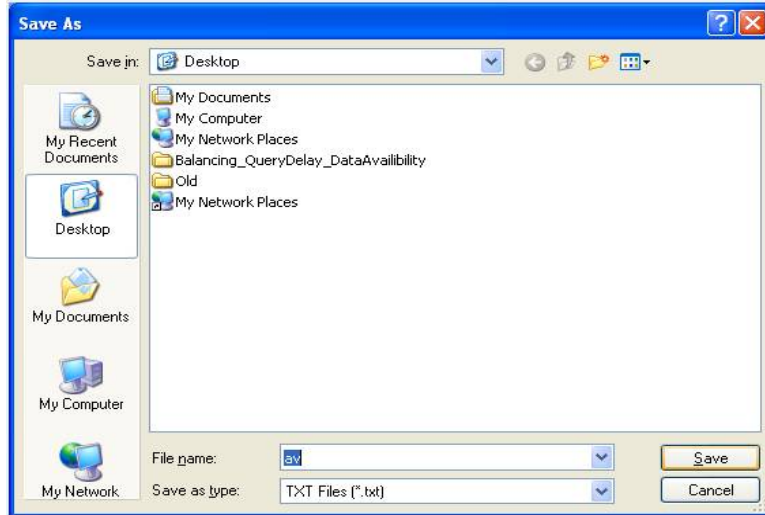 Save As
Save in: Desktop
My Recent Documents
Desktop
My Documents
My Computer
My Network
My Documents
My Computer
My Network Places
Balancing_QueryDelay_DataAvailibility
Old
My Network Places
File name: av Save
Save as type: TXT Files (*.txt) Cancel